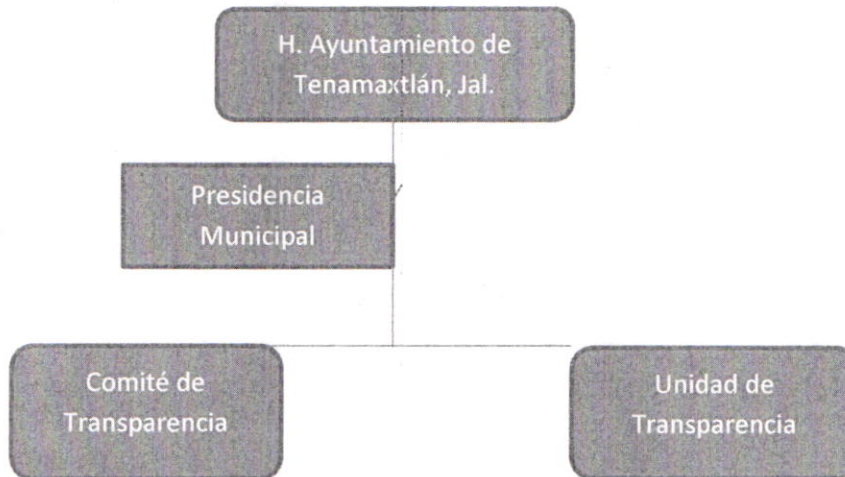 H. Ayuntamiento de
Tenamaxtlán, Jal.
Presidencia
Municipal
Comité de
Transparencia
Unidad de
Transparencia